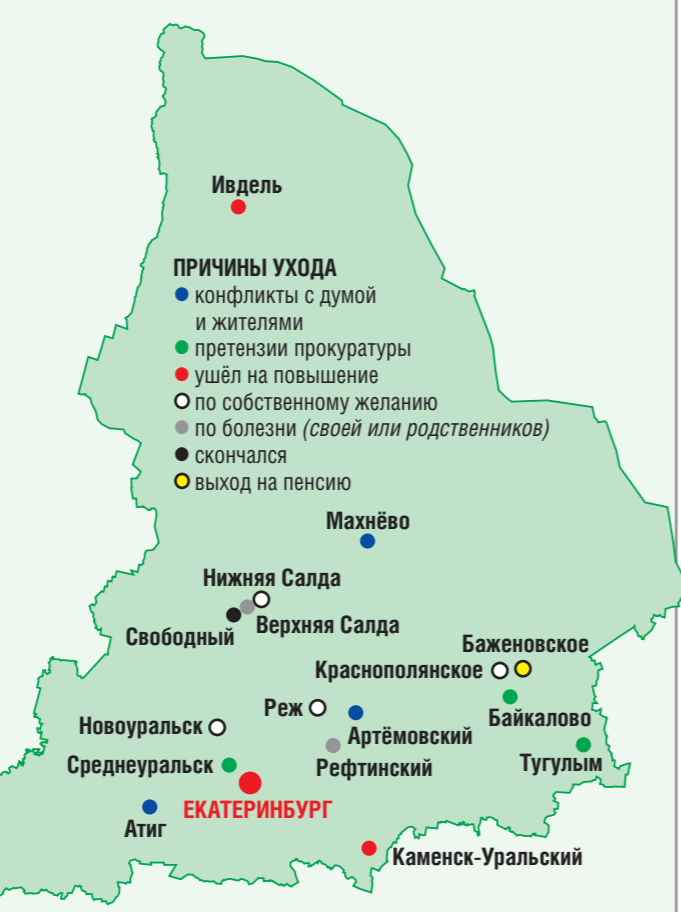 Ивдель
ПРИЧИНЫ УХОДА
конфликты с думой
и жителями
претензии прокуратуры
ушёл на повышение
по собственному желанию
по болезни (своей или родственников)
скончался
выход на пенсию
Махнёво
Нижняя Салда
Свободный
Верхняя Салда
Баженовское
Краснополянское
Реж
Байкалово
Новоуральск
Артёмовский
Среднеуральск
Рефтинский
Тугулым
ЕКАТЕРИНБУРГ
Атиг
Каменск-Уральский